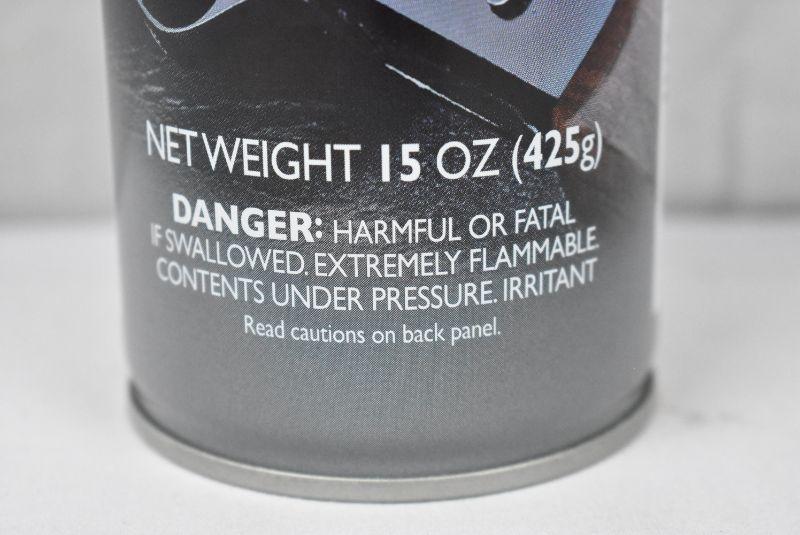 NET WEIGHT 15 OZ (425g)
DANGER: HARMFUL OR FATAL
IF SWALLOWED. EXTREMELY FLAMMABLE.
CONTENTS UNDER PRESSURE. IRRITANT
Read cautions on back panel.